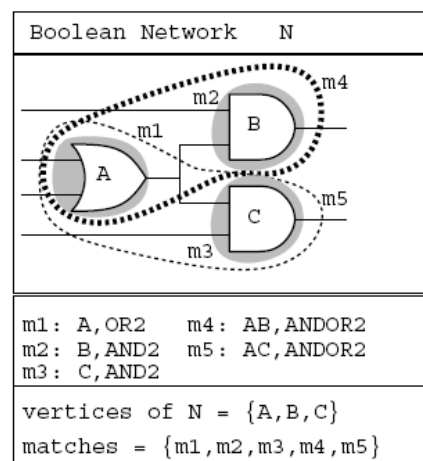 Boolean Network N
m4
m2
B
m1
A
m5
C
m3
m1: A,OR2 m4: AB,ANDOR2
m2: B,AND2 m5: AC,ANDOR2
m3: C,AND2
vertices of N = {A,B,C}
matches = {m1,m2,m3,m4,m5}